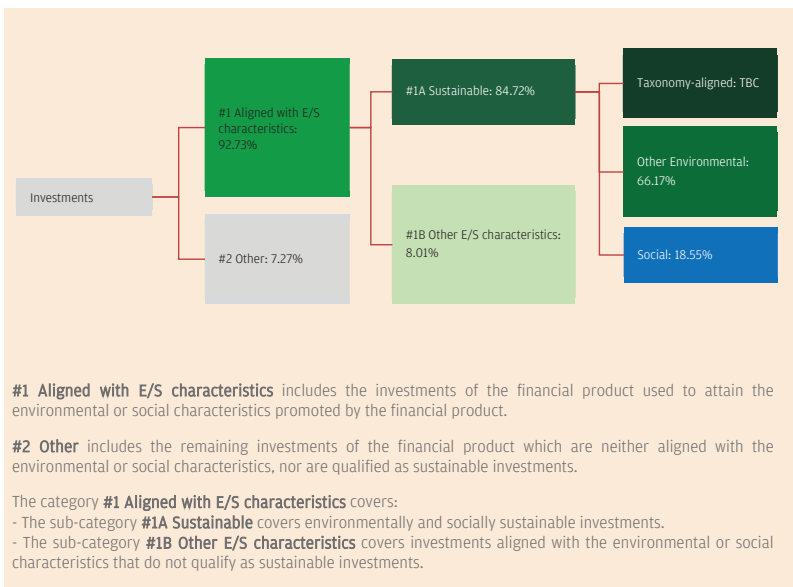 Investments
#1 Aligned with E/S
characteristics:
92.73%
#2 Other: 7.27%
#1A Sustainable: 84.72%
#1B Other E/S characteristics:
8.01%
Taxonomy-aligned: TBC
Other Environmental:
66.17%
Social: 18.55%
#1 Aligned with E/S characteristics includes the investments of the financial product used to attain the
environmental or social characteristics promoted by the financial product.
#2 Other includes the remaining investments of the financial product which are neither aligned with the
environmental or social characteristics, nor are qualified as sustainable investments.
The category #1 Aligned with E/S characteristics covers:
- The sub-category #1A Sustainable covers environmentally and socially sustainable investments.
- The sub-category #1B Other E/S characteristics covers investments aligned with the environmental or social
characteristics that do not qualify as sustainable investments.